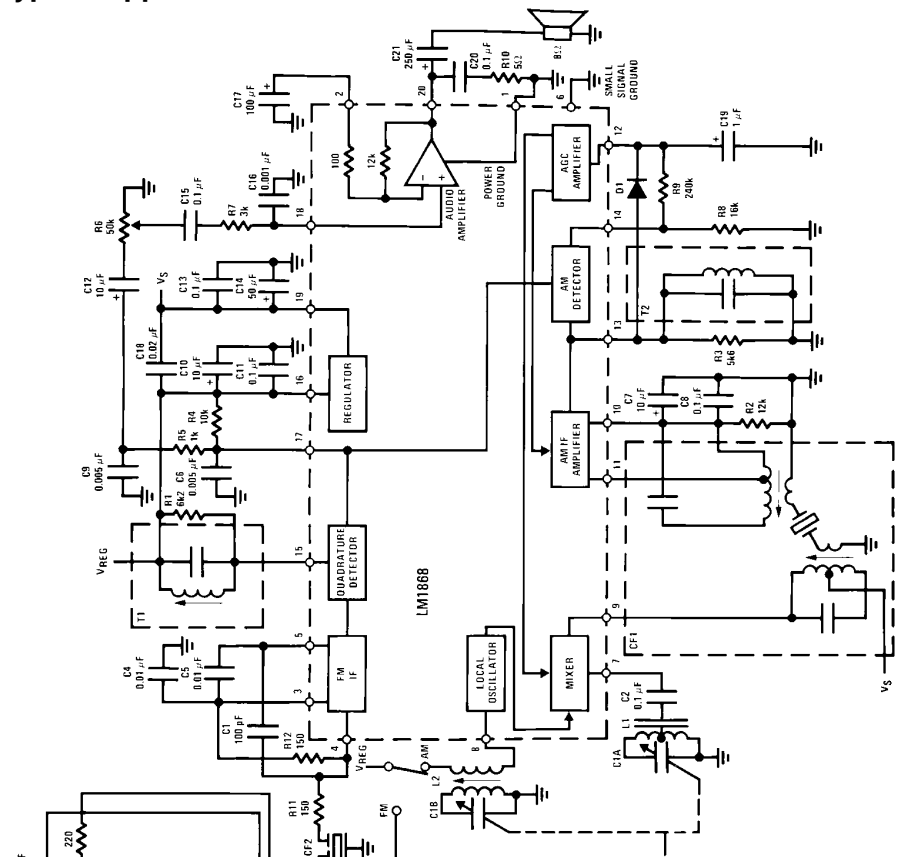 C21
250 µF
C20
0.1 µF
R10
5Ω
8Ω
SMALL
SIGNAL
GROUND
C17
100 µF
+
2
20
1
6
+
100
12k
−
+
AUDIO
AMPLIFIER
POWER
GROUND
AGC
AMPLIFIER
12
C19
1 µF
+
D1
R9
240k
14
R8
16k
R6
50k
C15
0.1 µF
R7
3k
C16
0.001 µF
18
C12
10 µF
+
VS
C13
0.1 µF
C14
50 µF
+
19
AM
DETECTOR
T2
13
R3
5k6
C18
0.02 µF
C10
10 µF
+
C11
0.1 µF
16
REGULATOR
R4
10k
R5
1k
17
C9
0.005 µF
C6
0.005 µF
R1
6k2
AM IF
AMPLIFIER
10
11
C7
10 µF
+
C8
0.1 µF
R2
12k
VREG
T1
15
QUADRATURE
DETECTOR
LM1868
9
CF1
VS
C4
0.01 µF
C5
0.01 µF
5
3
FM
IF
LOCAL
OSCILLATOR
MIXER
7
C2
0.1 µF
L1
C1A
C1
100 pF
R12
150
4
VREG
AM
8
L2
C1B
FM
R11
150
CF2
220